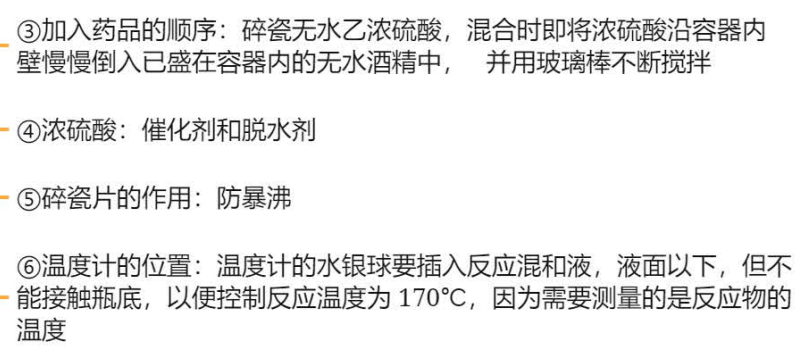 ③加入药品的顺序：碎瓷无水乙浓硫酸，混合时即将浓硫酸沿容器内
壁慢慢倒入已盛在容器内的无水酒精中， 并用玻璃棒不断搅拌
④浓硫酸：催化剂和脱水剂
⑤碎瓷片的作用：防暴沸
⑥温度计的位置：温度计的水银球要插入反应混和液，液面以下，但不
能接触瓶底，以便控制反应温度为 170℃，因为需要测量的是反应物的
温度